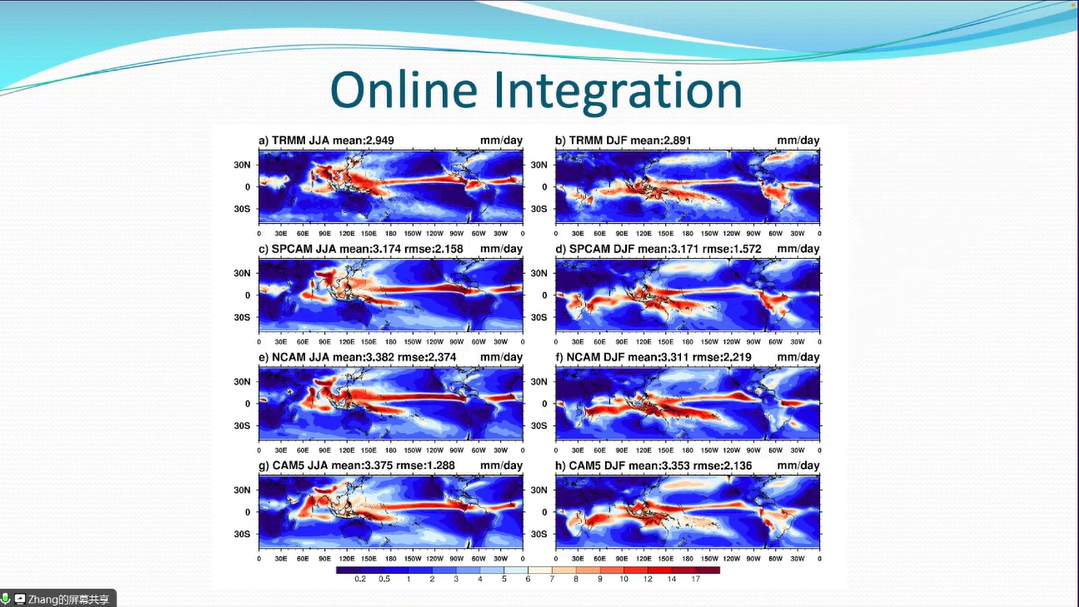 Online Integration
a) TRMM JJA mean:2.949 mm/day
b) TRMM DJF mean:2.891 mm/day
30N
0
30S
30N
0
30S
0 30E 60E 90E 120E 150E 180 150W 120W 90W 60W 30W 0
0 30E 60E 90E 120E 150E 180 150W 120W 90W 60W 30W 0
c) SPCAM JJA mean:3.174 rmse:2.158 mm/day
d) SPCAM DJF mean:3.171 rmse:1.572 mm/day
30N
0
30S
30N
0
30S
0 30E 60E 90E 120E 150E 180 150W 120W 90W 60W 30W 0
0 30E 60E 90E 120E 150E 180 150W 120W 90W 60W 30W 0
e) NCAM JJA mean:3.382 rmse:2.374 mm/day
f) NCAM DJF mean:3.311 rmse:2.219 mm/day
30N
0
30S
30N
0
30S
0 30E 60E 90E 120E 150E 180 150W 120W 90W 60W 30W 0
0 30E 60E 90E 120E 150E 180 150W 120W 90W 60W 30W 0
g) CAM5 JJA mean:3.375 rmse:1.288 mm/day
h) CAM5 DJF mean:3.353 rmse:2.136 mm/day
30N
0
30S
30N
0
30S
30E 60E 90E 120E 150E 180 150W 120W 90W 60W 30W 0
0 30E 60E 90E 120E 150E 180 150W 120W 90W 60W 30W 0
0.2 0.5 1 2 3 4 5 6 7 8 9 10 12 14 17
Zhang的屏幕共享